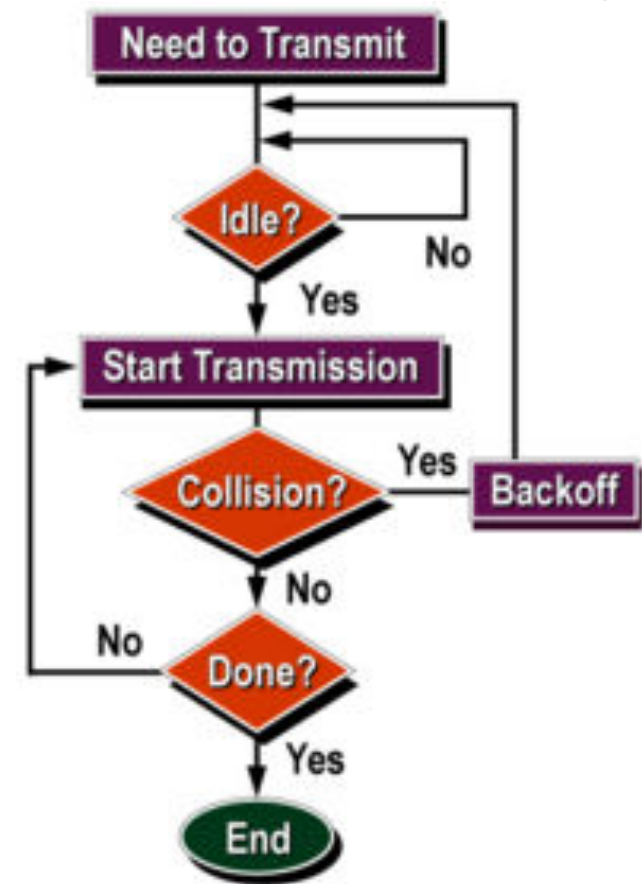 Need to Transmit
Idle?
No
Yes
Start Transmission
Collision?
Yes
Backoff
No
No
Done?
Yes
End